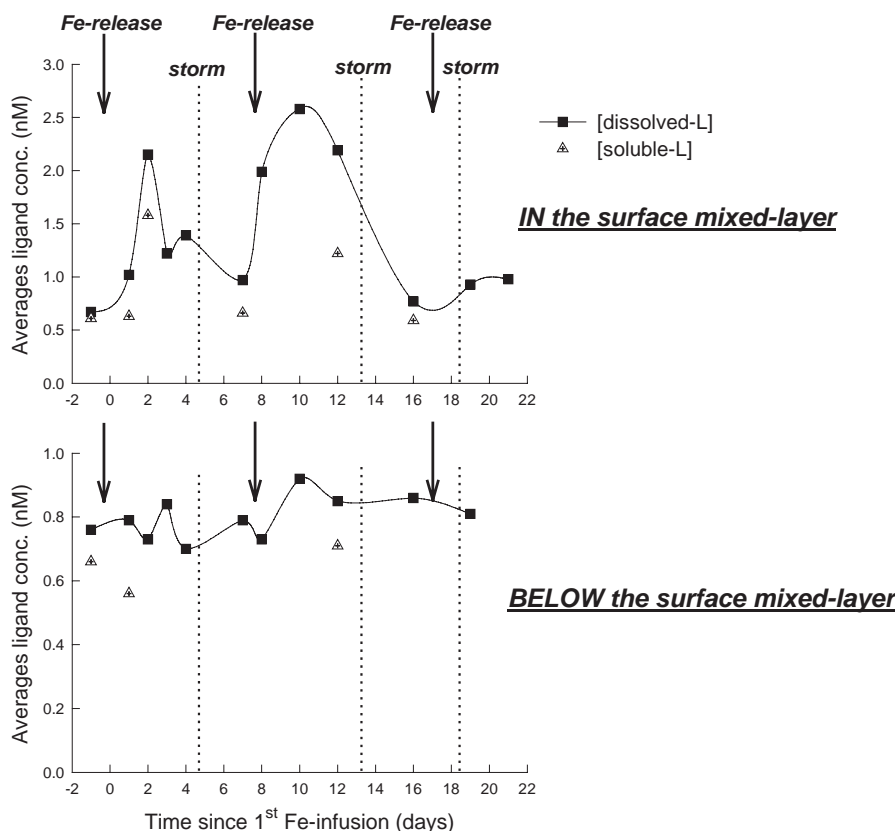 Fe-release Fe-release Fe-release
storm storm storm
3.0
2.5
2.0
1.5
1.0
0.5
0.0
Averages ligand conc. (nM)
-2 0 2 4 6 8 10 12 14 16 18 20 22
[dissolved-L]
[soluble-L]
IN the surface mixed-layer
1.0
0.8
0.6
0.4
0.2
0.0
Averages ligand conc. (nM)
-2 0 2 4 6 8 10 12 14 16 18 20 22
Time since 1st Fe-infusion (days)
BELOW the surface mixed-layer